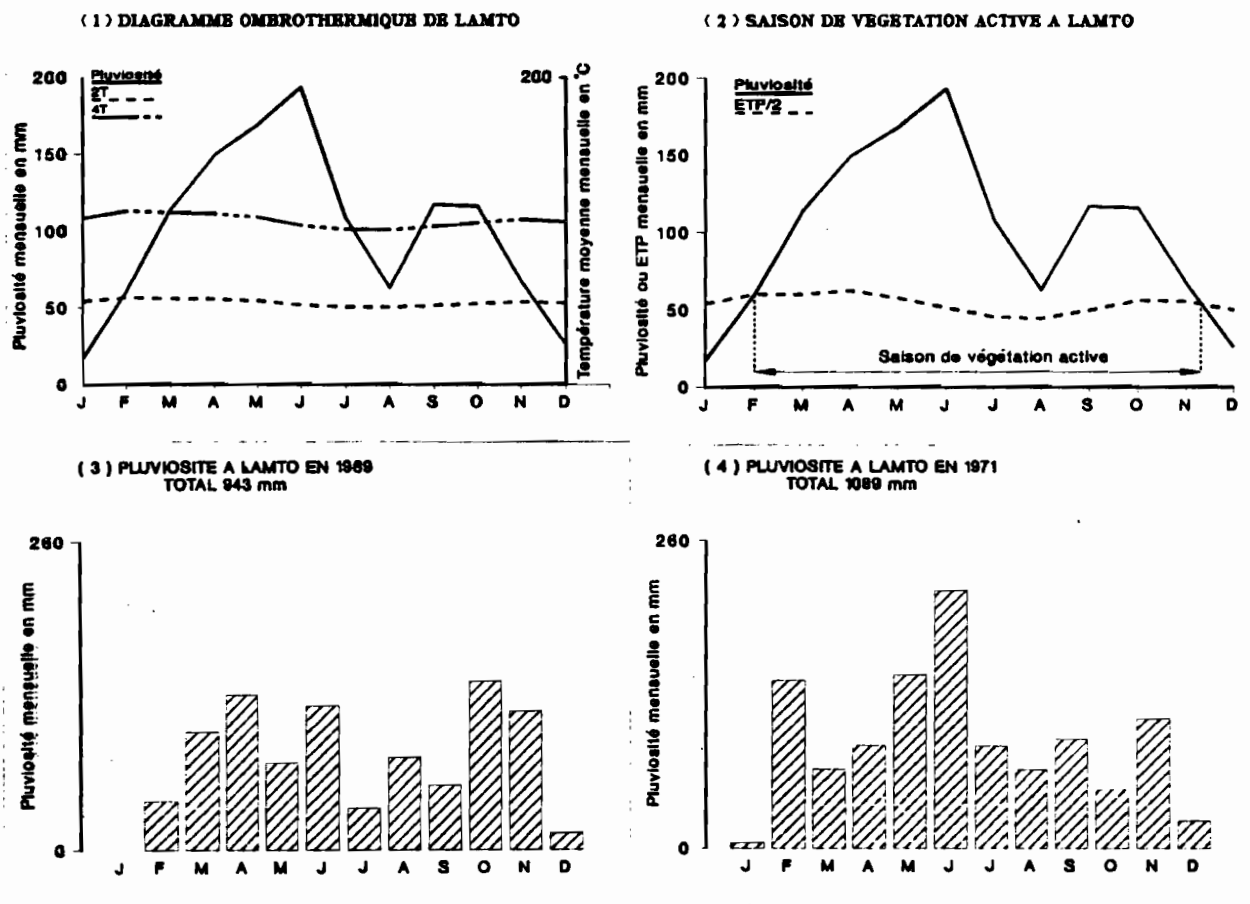 ( 1 ) DIAGRAMME OMBROTHERMIQUE DE LAMTO
Pluviosité
2T
4T
200
150
100
50
0
Pluviosité mensuelle en mm
200
Température moyenne mensuelle en °C
J F M A M J J A S O N D
( 2 ) SAISON DE VEGETATION ACTIVE A LAMTO
Pluviosité
ETP/2
200
150
100
50
0
Pluviosité ou ETP mensuelle en mm
Saison de végétation active
J F M A M J J A S O N D
( 3 ) PLUVIOSITE A LAMTO EN 1969
TOTAL 943 mm
260
0
Pluviosité mensuelle en mm
J F M A M J J A S O N D
( 4 ) PLUVIOSITE A LAMTO EN 1971
TOTAL 1089 mm
260
0
Pluviosité mensuelle en mm
J F M A M J J A S O N D